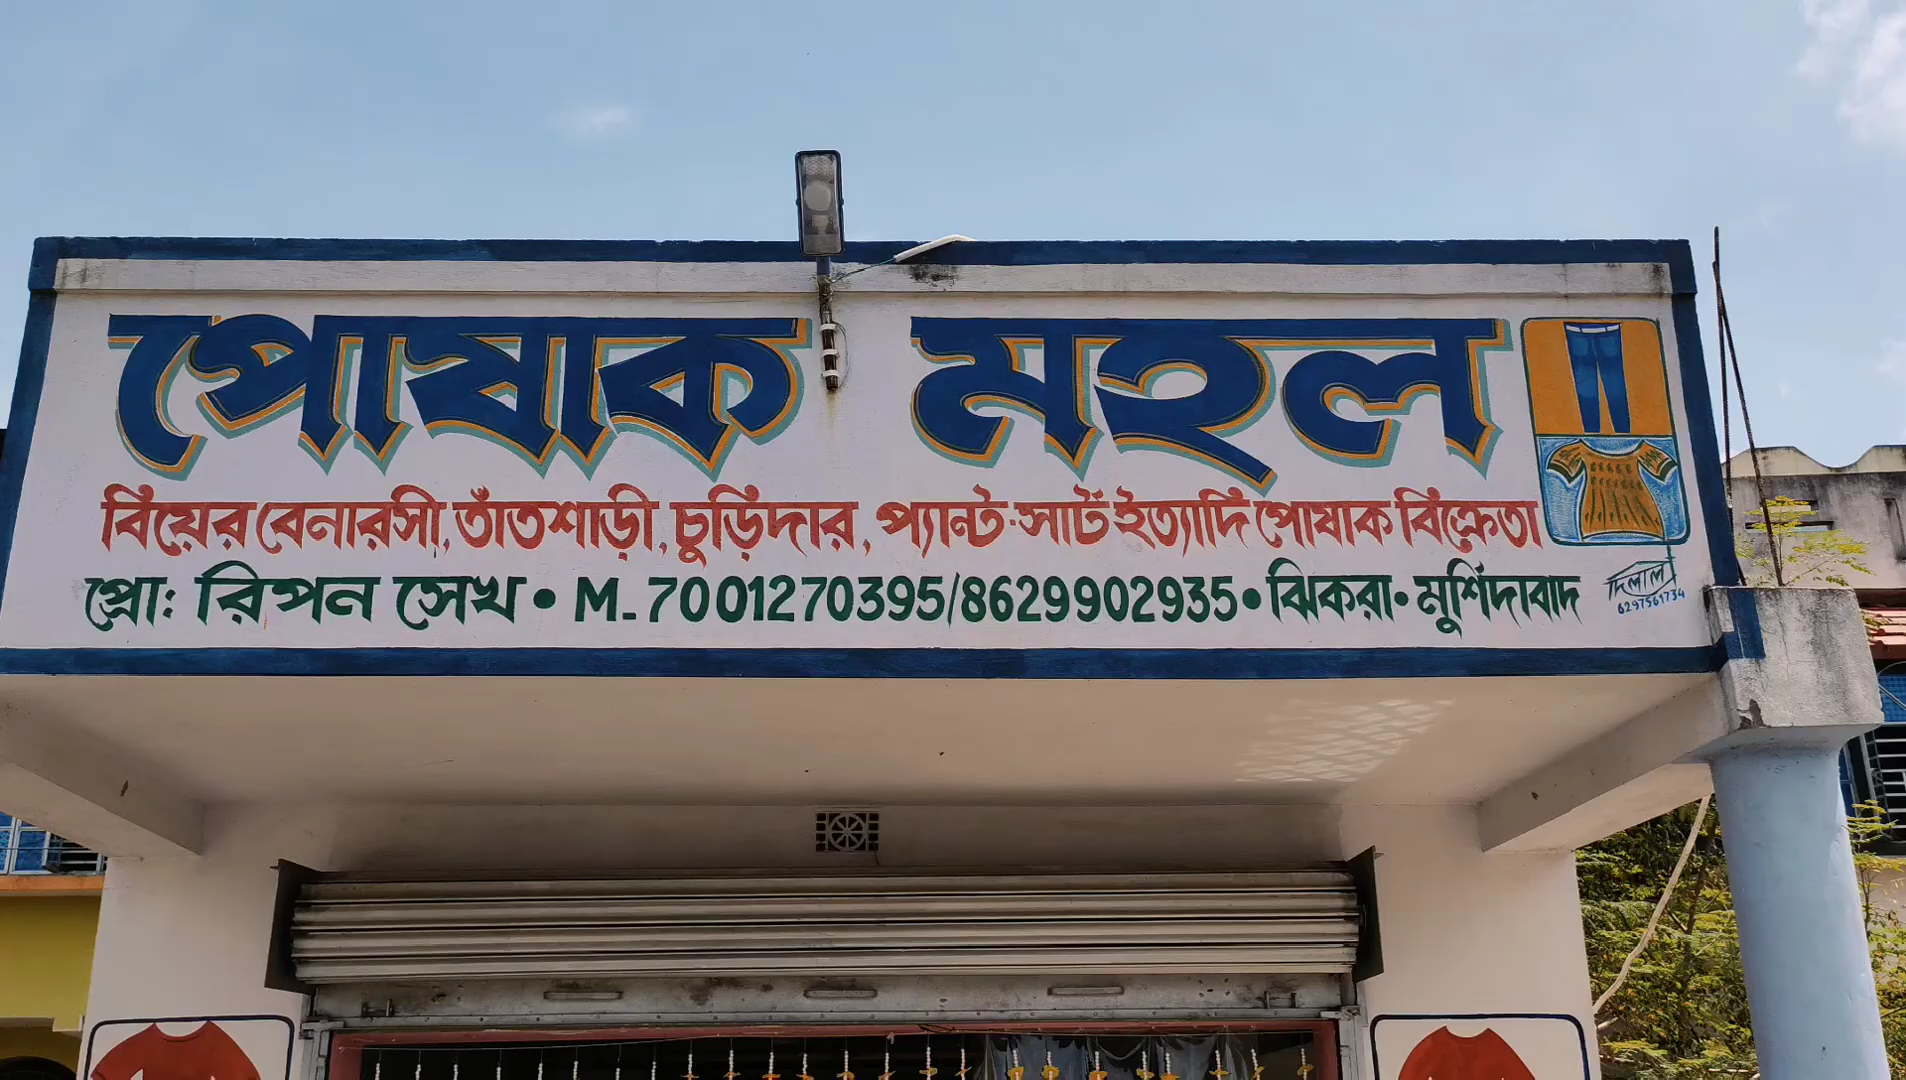 পোষাক মহল
বিয়ের বেনারসী, তাঁতশাড়ী, চুড়িদার, প্যান্ট-সার্ট ইত্যাদি পোষাক বিক্রেতা
প্রো: রিপন সেখ • M-7001270395/8629902935 • ঝিকরা • মুর্শিদাবাদ
দিলাল
6297561734